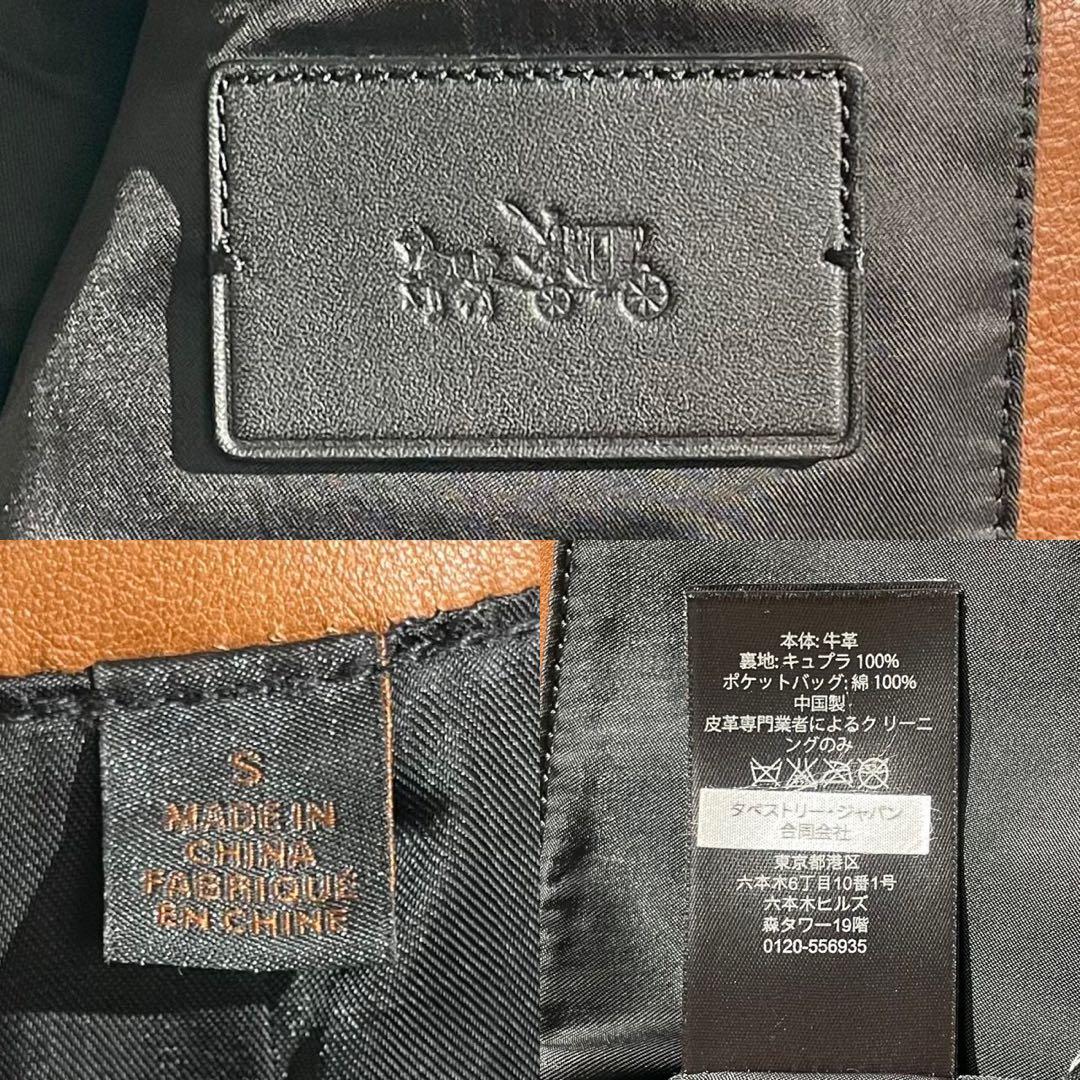 S
MADE IN
CHINA
FABRIQUÉ
EN CHINE
本体:牛革
裏地:キュプラ 100%
ポケットバッグ:綿 100%
中国製
皮革専門業者によるク リーニ
ングのみ
タペストリー・ジャパン
合同会社
東京都港区
六本木6丁目10番1号
六本木ヒルズ
森タワー19階
0120-556935